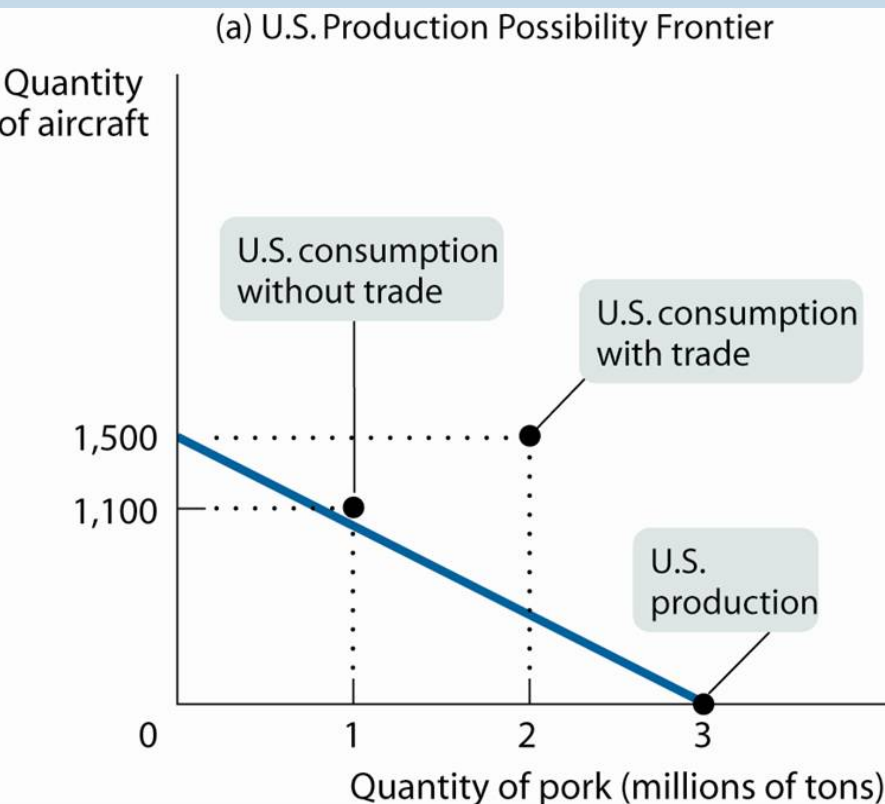 (a) U.S. Production Possibility Frontier
Quantity
of aircraft
U.S. consumption
without trade
U.S. consumption
with trade
1,500
1,100
U.S.
production
0
1
2
3
Quantity of pork (millions of tons)